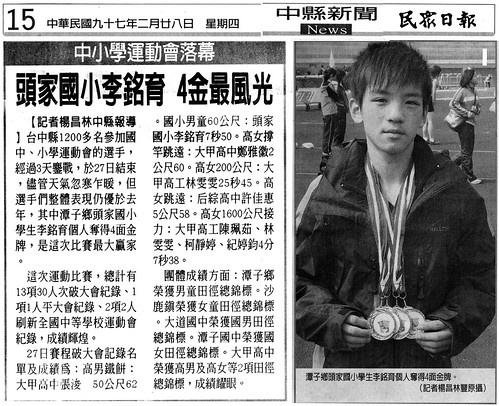 15 中華民國九十七年二月廿八日 星期四
中縣新聞
News
民眾日報
中小學運動會落幕
頭家國小李銘育 4金最風光
【記者楊昌林中縣報導
】台中縣1200多名參加國
中、小學運動會的選手，
經過3天鏖戰，於27日結束
，儘管天氣忽寒乍暖，但
選手們整體表現仍優於去
年，其中潭子鄉頭家國小
學生李銘育個人奪得4面金
牌，是這次比賽最大贏家
。
這次運動比賽，總計有
13項30人次破大會紀錄、1
項1人平大會紀錄、2項2人
刷新全國中等學校運動會
紀錄，成績輝煌。
27日賽程破大會記錄名
單及成績為：高男鐵餅：
大甲高中張淩 50公尺62
。國小男童60公尺：頭家
國小李銘育7秒50。高女撐
竿跳遠：大甲高中鄭雅徽2
公尺60。高女200公尺：大
甲高工林雯雯25秒45。高
女跳遠：后綜高中許佳惠
5公尺58。高女1600公尺接
力：大甲高工陳珮茹、林
雯雯、柯靜婷、紀婷鈞4分
7秒38。
團體成績方面：潭子鄉
榮獲男童田徑總錦標。沙
鹿鎮榮獲女童田徑總錦標
。大道國中榮獲國男田徑
總錦標。潭子國中榮獲國
女田徑總錦標。大甲高中
榮獲高男及高女等2項田徑
總錦標，成績耀眼。
潭子鄉頭家國小學生李銘育個人奪得4面金牌。
（記者楊昌林豐原攝）